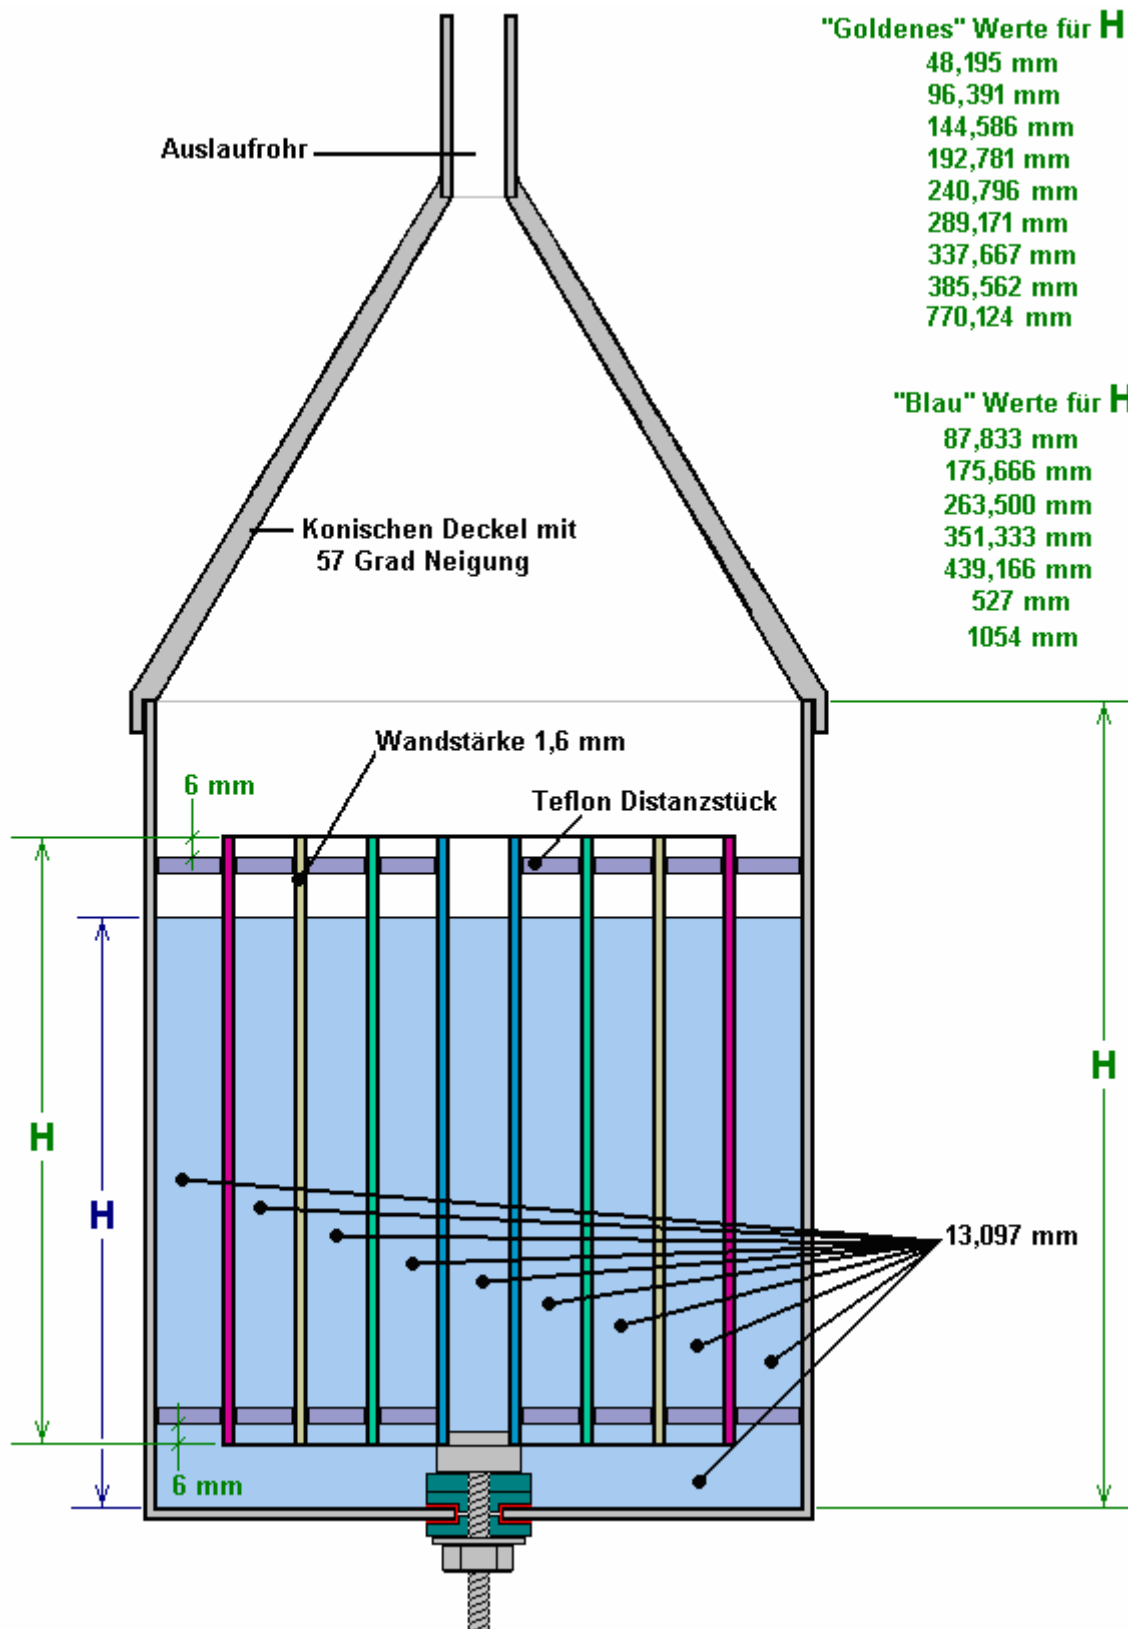 "Goldenes" Werte für H
48,195 mm
96,391 mm
144,586 mm
192,781 mm
240,796 mm
289,171 mm
337,667 mm
385,562 mm
770,124 mm
Auslaufrohr
"Blau" Werte für H
87,833 mm
175,666 mm
263,500 mm
351,333 mm
439,166 mm
527 mm
1054 mm
Konischen Deckel mit
57 Grad Neigung
Wandstärke 1,6 mm
6 mm
Teflon Distanzstück
H
H
H
13,097 mm
6 mm